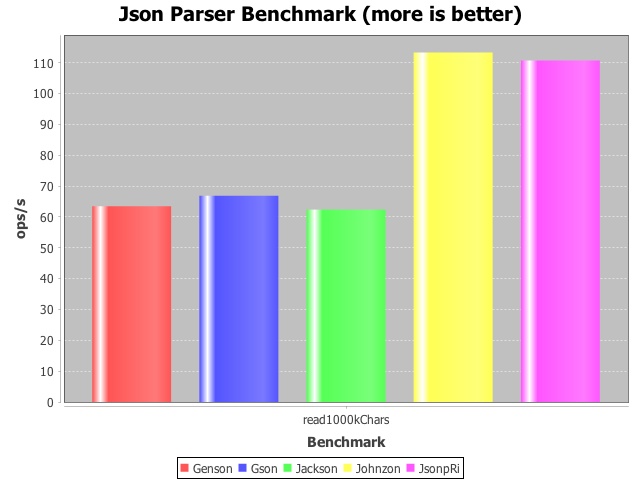 Json Parser Benchmark (more is better)
110
100
90
80
70
60
50
40
30
20
10
0
ops/s
read1000kChars
Benchmark
Genson Gson Jackson Johnzon JsonpRi